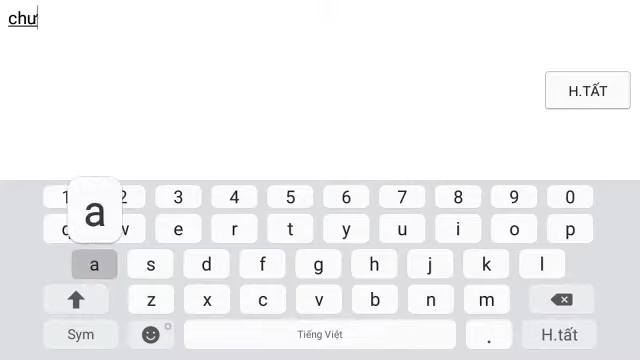 chư
H.TẤT
1 2 3 4 5 6 7 8 9 0
a
q w e r t y u i o p
a s d f g h j k l
z x c v b n m
Sym Tiếng Việt . H.tất